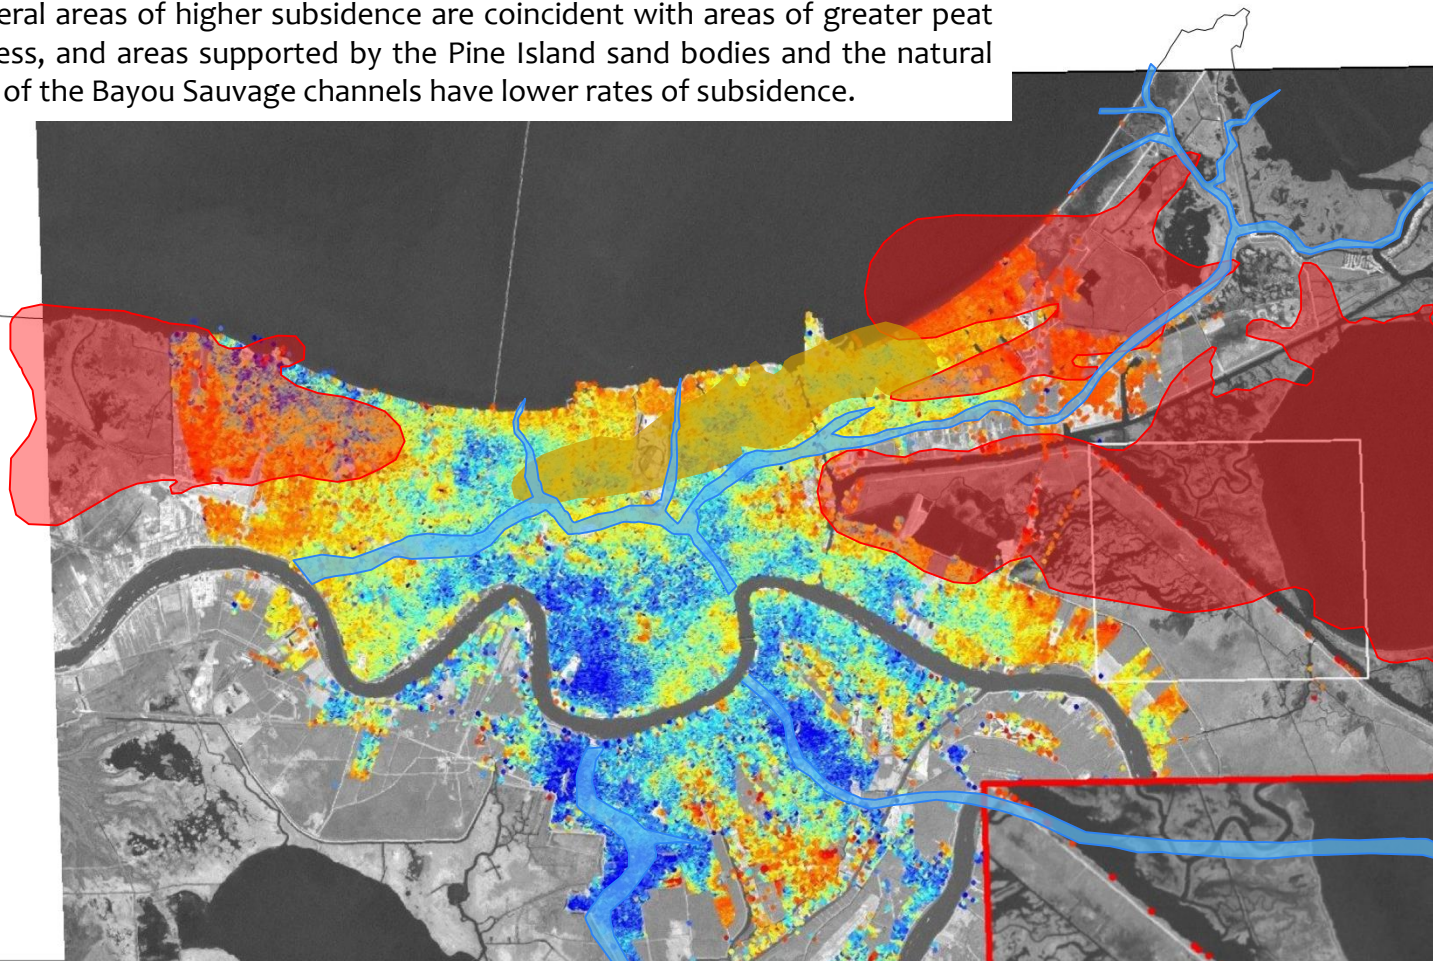 eral areas of higher subsidence are coincident with areas of greater peat
ess, and areas supported by the Pine Island sand bodies and the natural
of the Bayou Sauvage channels have lower rates of subsidence.